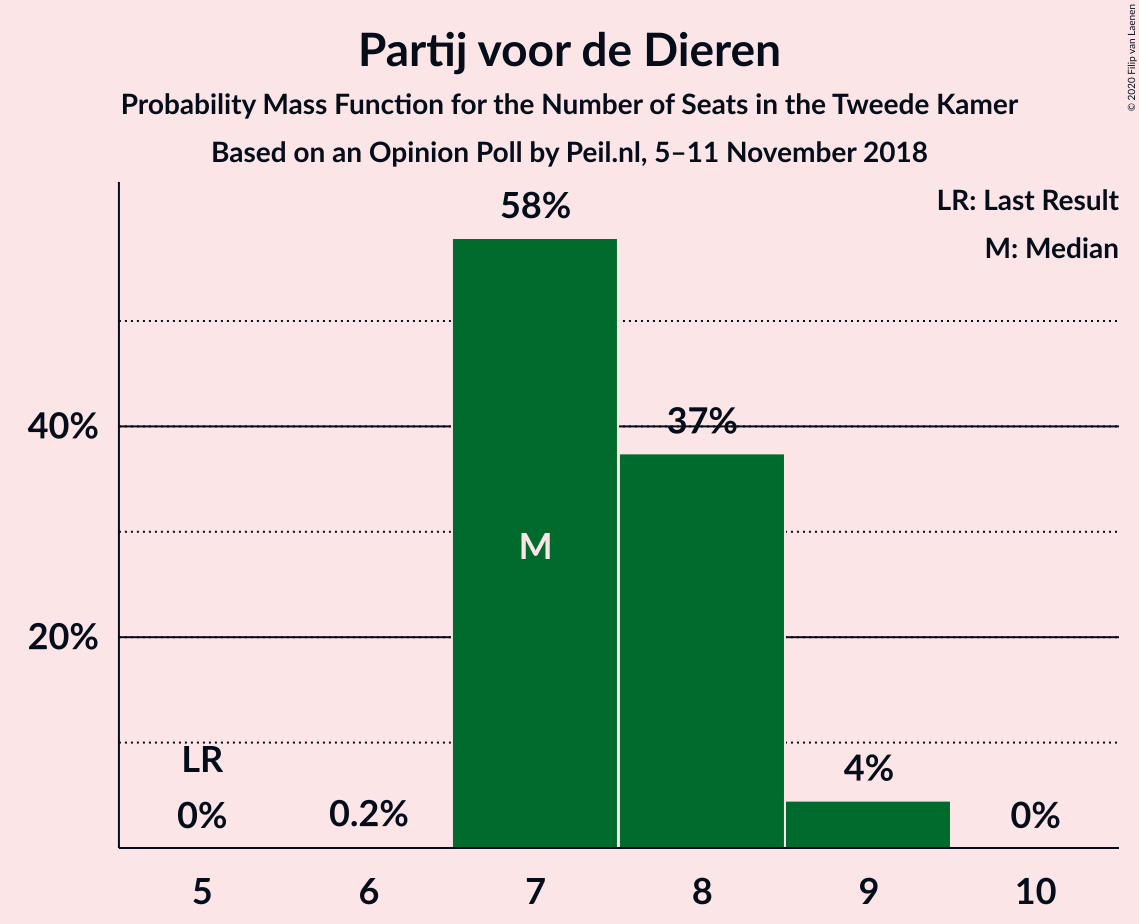 Partij voor de Dieren
Probability Mass Function for the Number of Seats in the Tweede Kamer
Based on an Opinion Poll by Peil.nl, 5–11 November 2018
© 2020 Filip van Laenen
LR: Last Result
M: Median
58%
40%
37%
M
20%
LR
0%
0.2%
4%
0%
5 6 7 8 9 10